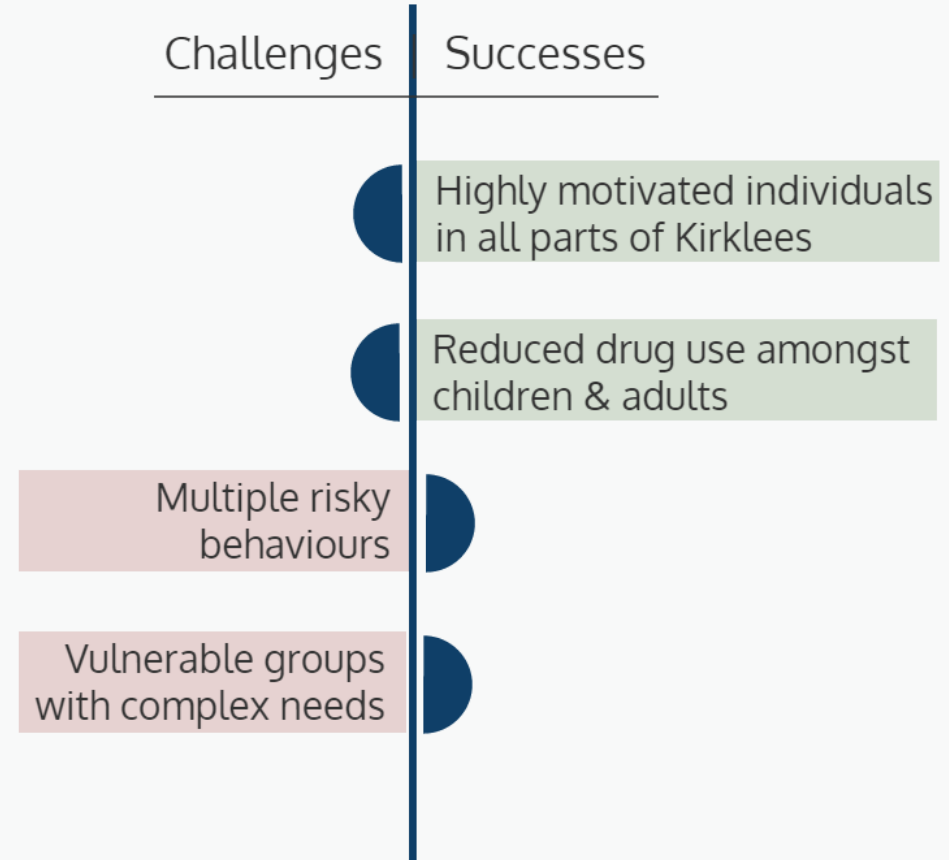 Challenges
Successes
Highly motivated individuals
in all parts of Kirklees
Reduced drug use amongst
children & adults
Multiple risky
behaviours
Vulnerable groups
with complex needs